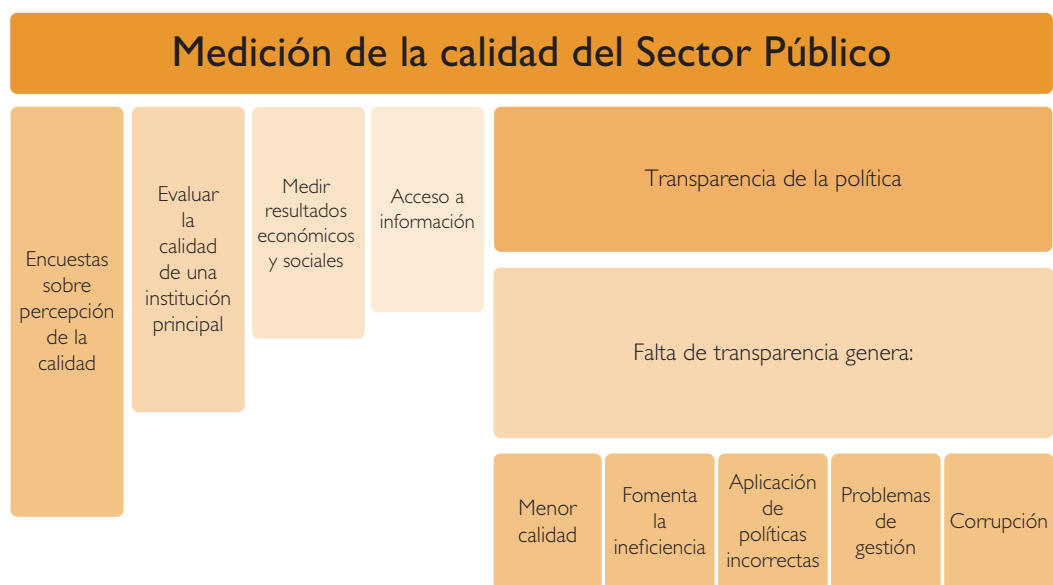 Medición de la calidad del Sector Público
Encuestas
sobre
percepción
de la
calidad
Evaluar
la
calidad
de una
institución
principal
Medir
resultados
económicos
y sociales
Acceso a
información
Transparencia de la política
Falta de transparencia genera:
Menor
calidad
Fomenta
la
ineficiencia
Aplicación
de
políticas
incorrectas
Problemas
de
gestión
Corrupción